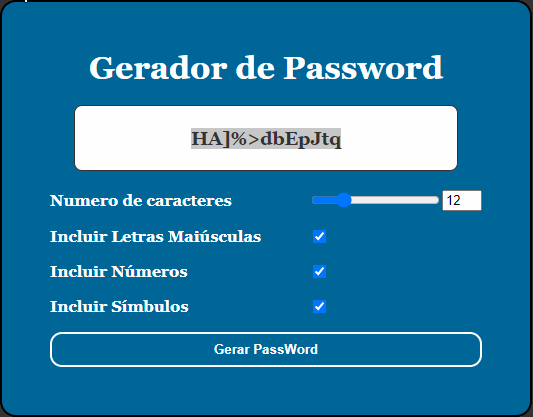 Gerador de Password
HA]%>dbEpJtq
Numero de caracteres 12
Incluir Letras Maiúsculas
Incluir Números
Incluir Símbulos
Gerar PassWord